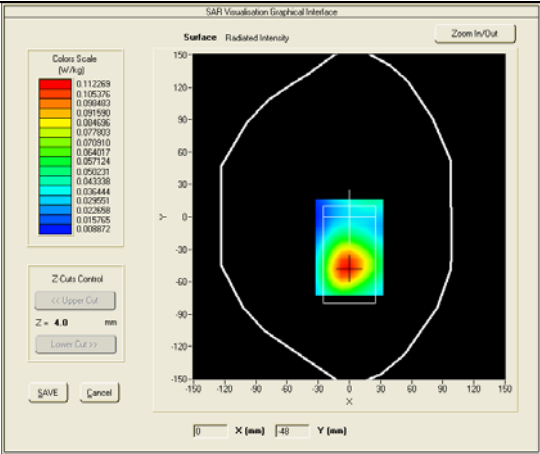 SAR Visualisation Graphical Interface
Surface Radiated Intensity
Zoom In/Out
Colors Scale
(W/kg)
0.112269
0.105376
0.098483
0.091590
0.084696
0.077803
0.070910
0.064017
0.057124
0.050231
0.043338
0.036444
0.029551
0.022658
0.015765
0.008872
Z-Cuts Control
<< Upper Cut
Z = 4.0 mm
Lower Cut >>
SAVE Cancel
150
120
90
60
30
0
-30
-60
-90
-120
-150
Y
-150 -120 -90 -60 -30 0 30 60 90 120 150
X
0 X (mm) -48 Y (mm)